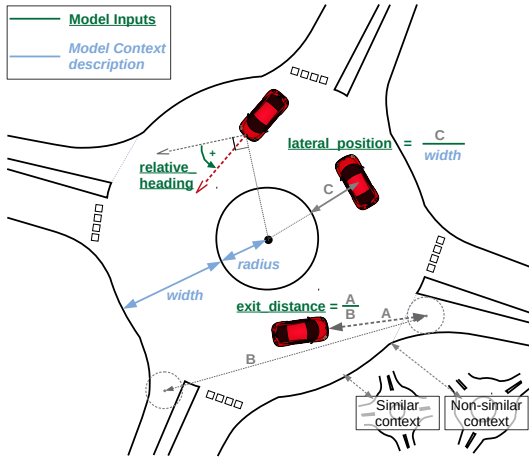 Model Inputs
Model Context
description
lateral_position = C
width
+
relative_
heading
C
radius
width
exit_distance = A
B
A
B
Similar
context
Non-similar
context